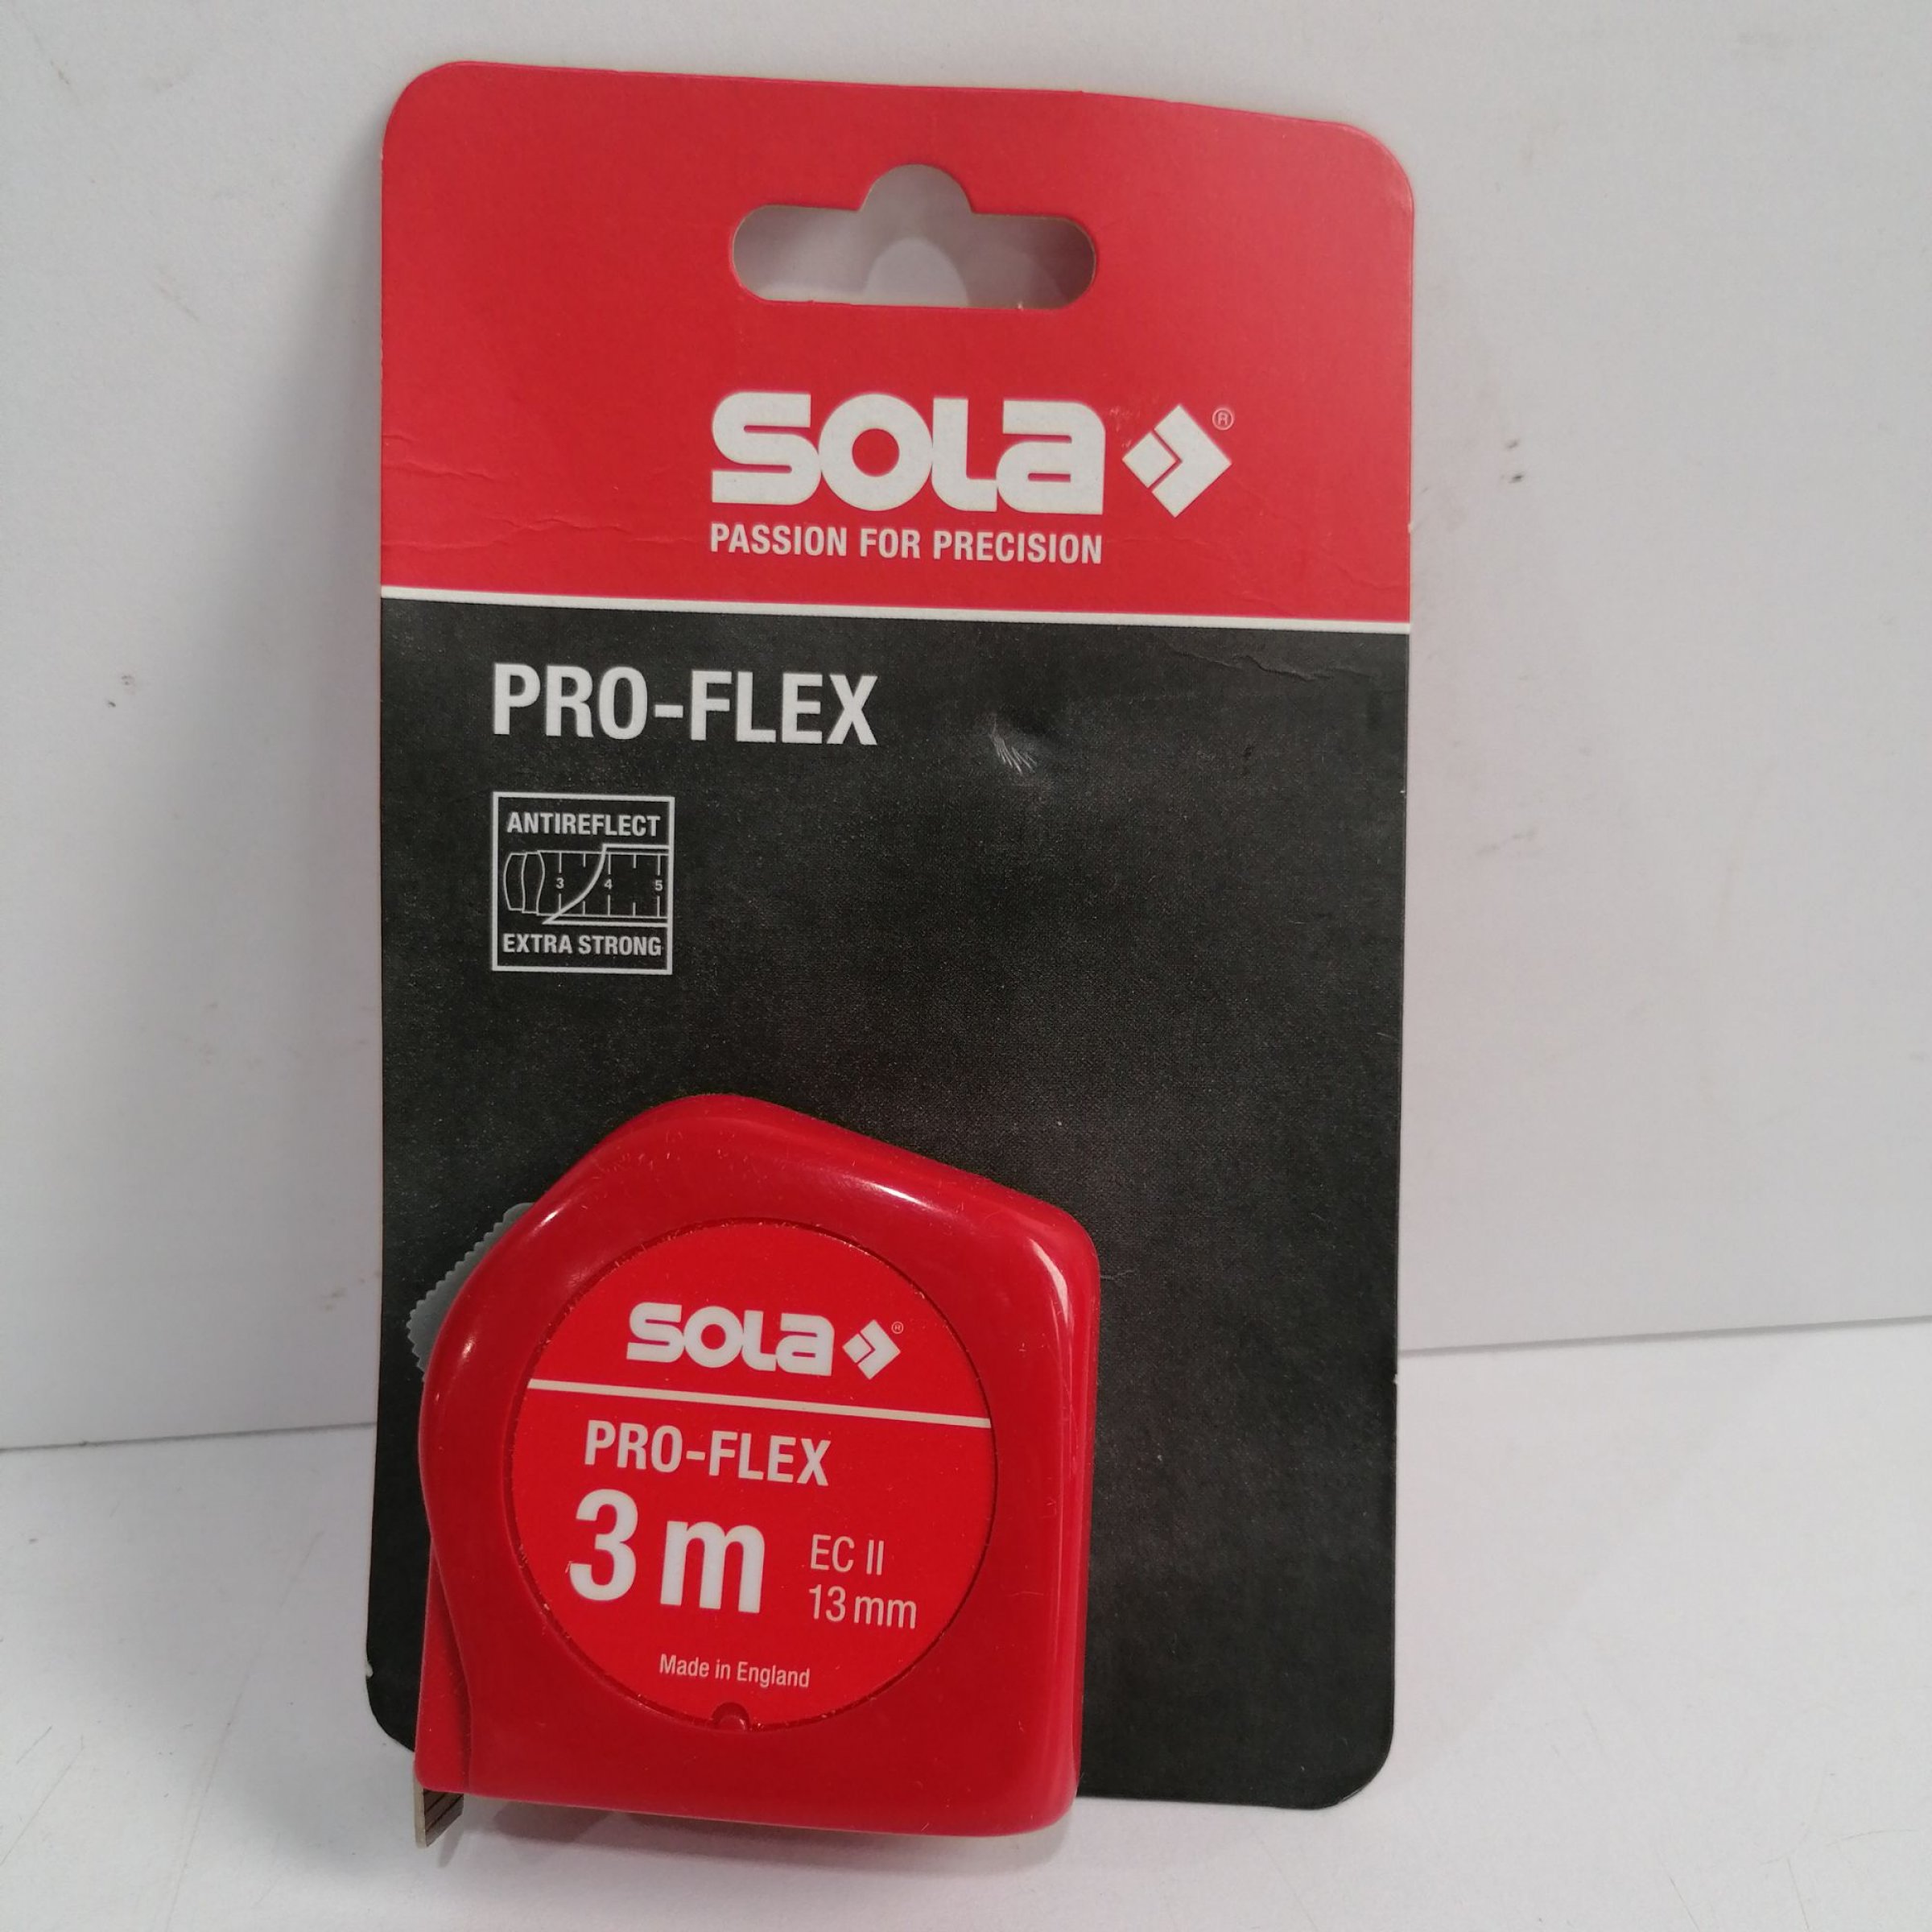 SOLA ®
PASSION FOR PRECISION
PRO-FLEX
ANTIREFLECT
3 4 5
EXTRA STRONG
SOLA ®
PRO-FLEX
3 m EC II
13 mm
Made in England